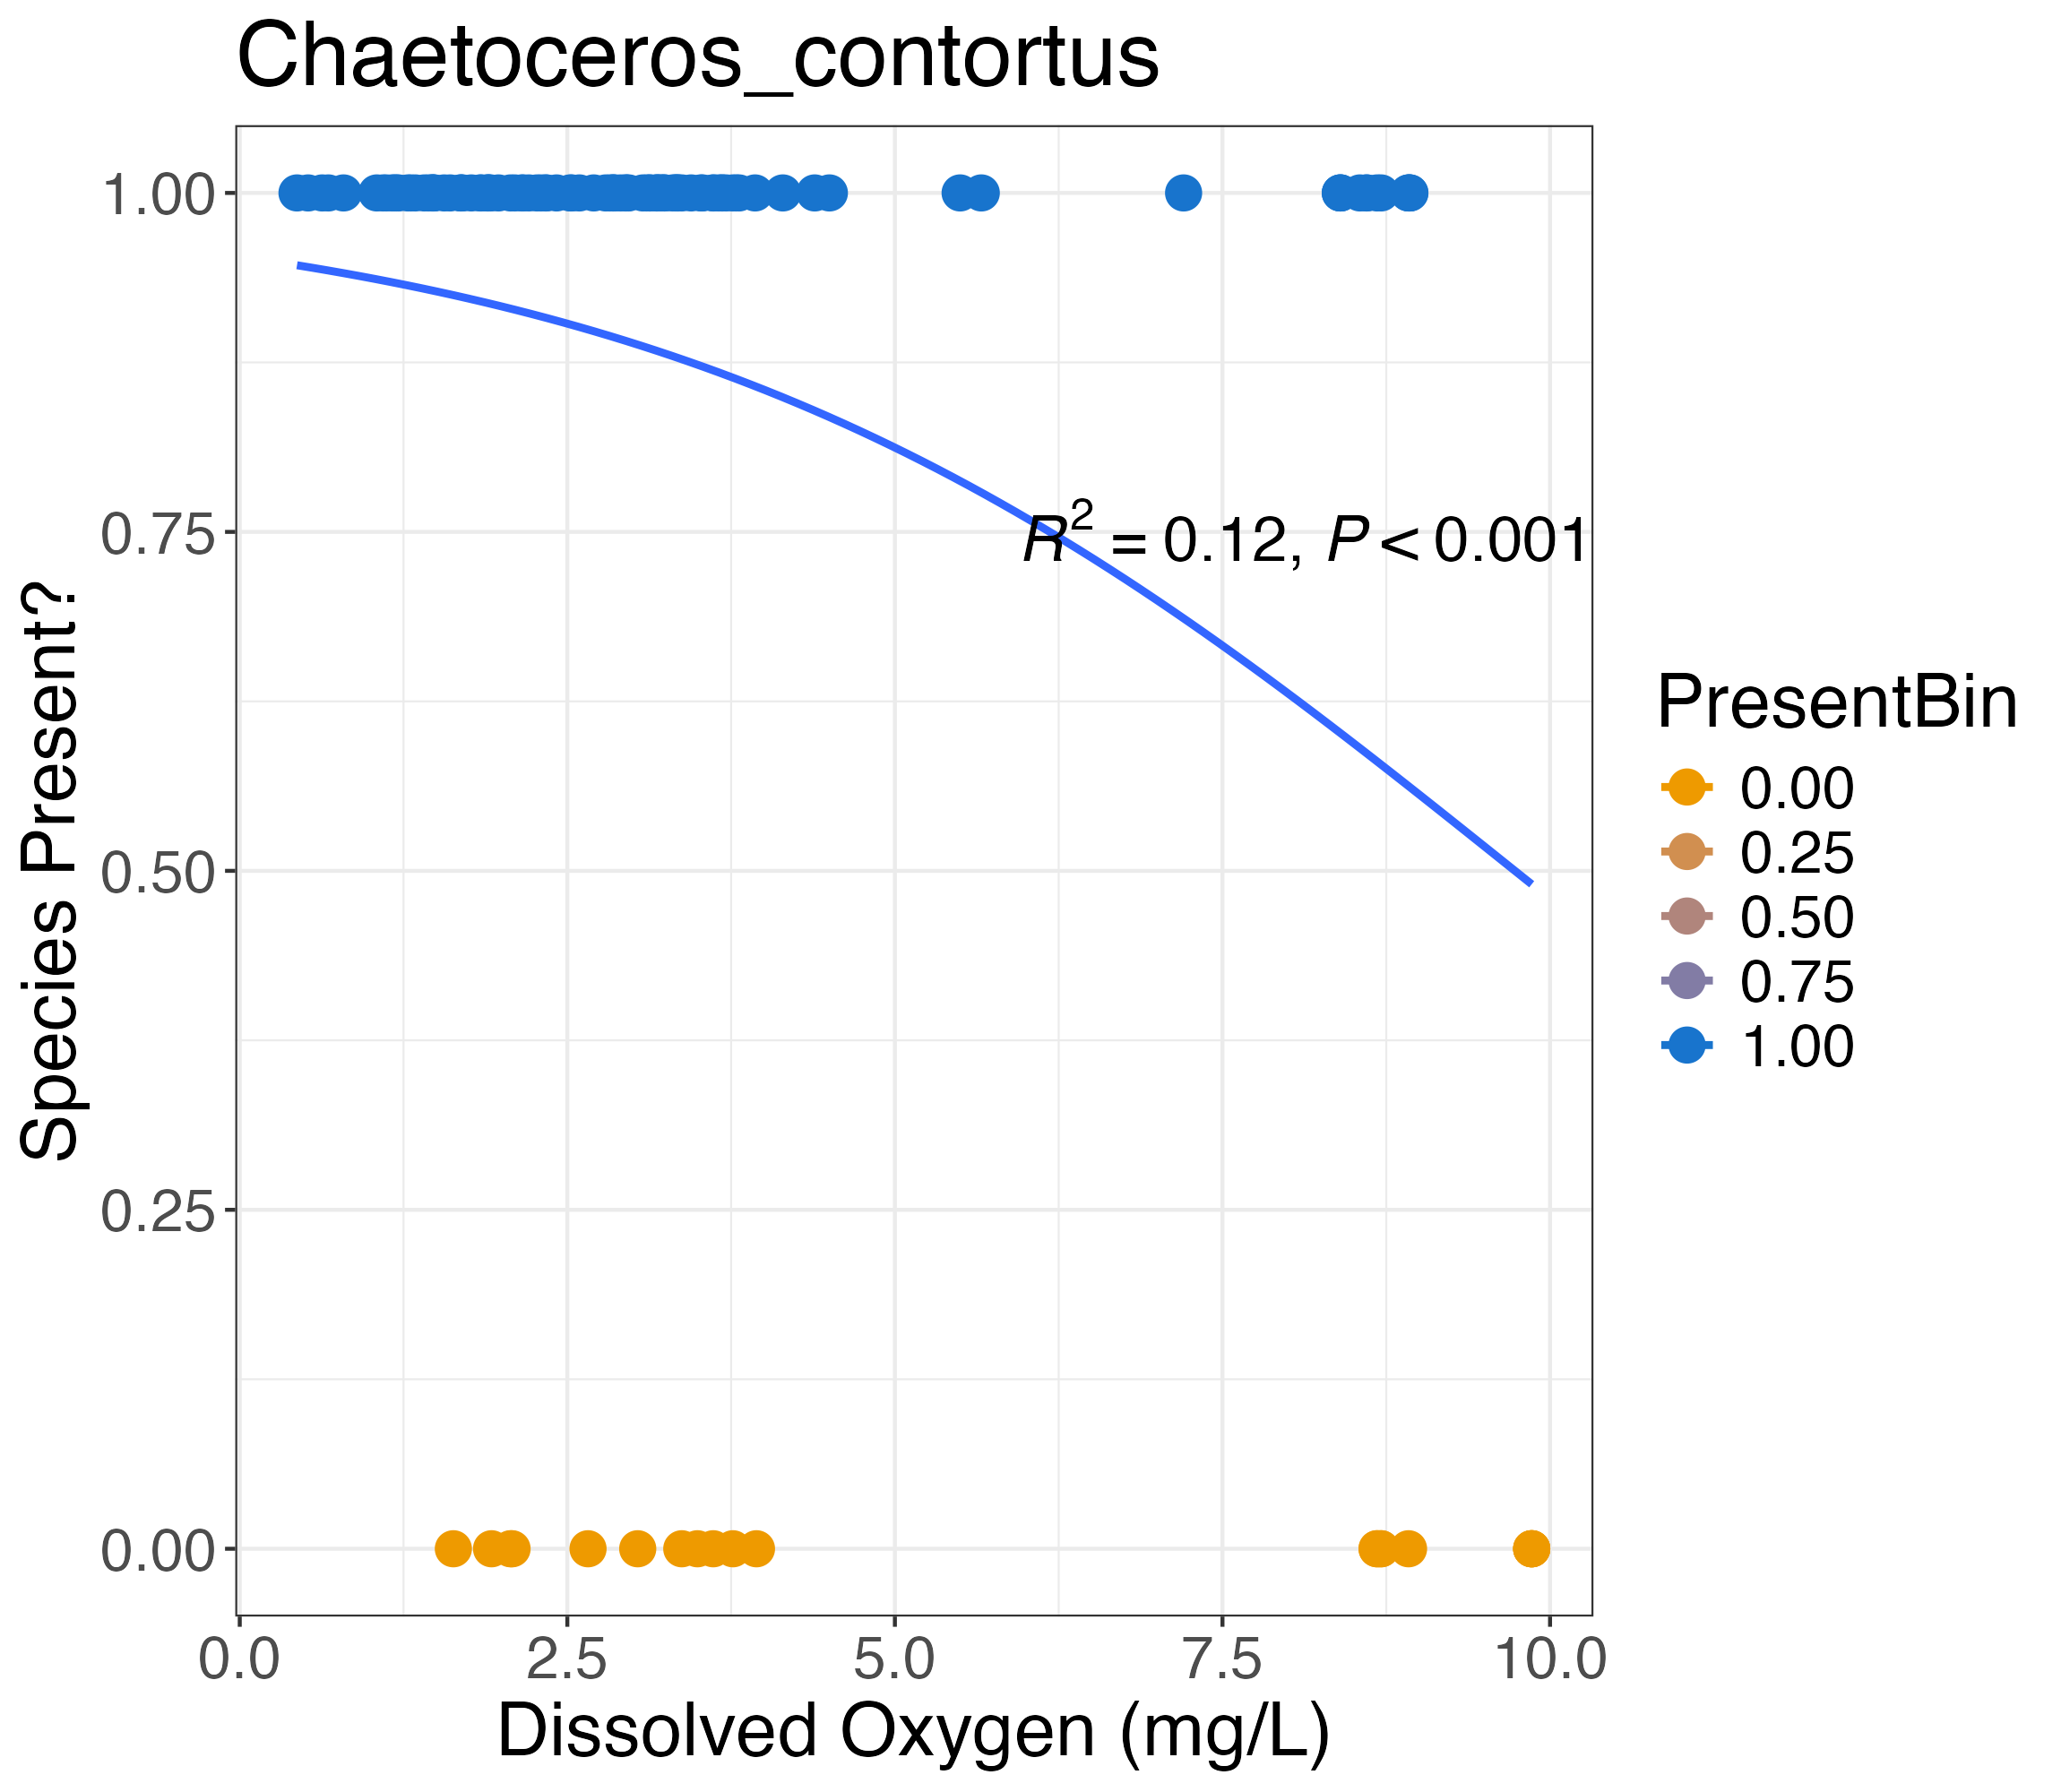 Chaetoceros_contortus
1.00
0.75
0.50
0.25
0.00
Species Present?
R² = 0.12, P < 0.001
0.0 2.5 5.0 7.5 10.0
Dissolved Oxygen (mg/L)
PresentBin
0.00
0.25
0.50
0.75
1.00